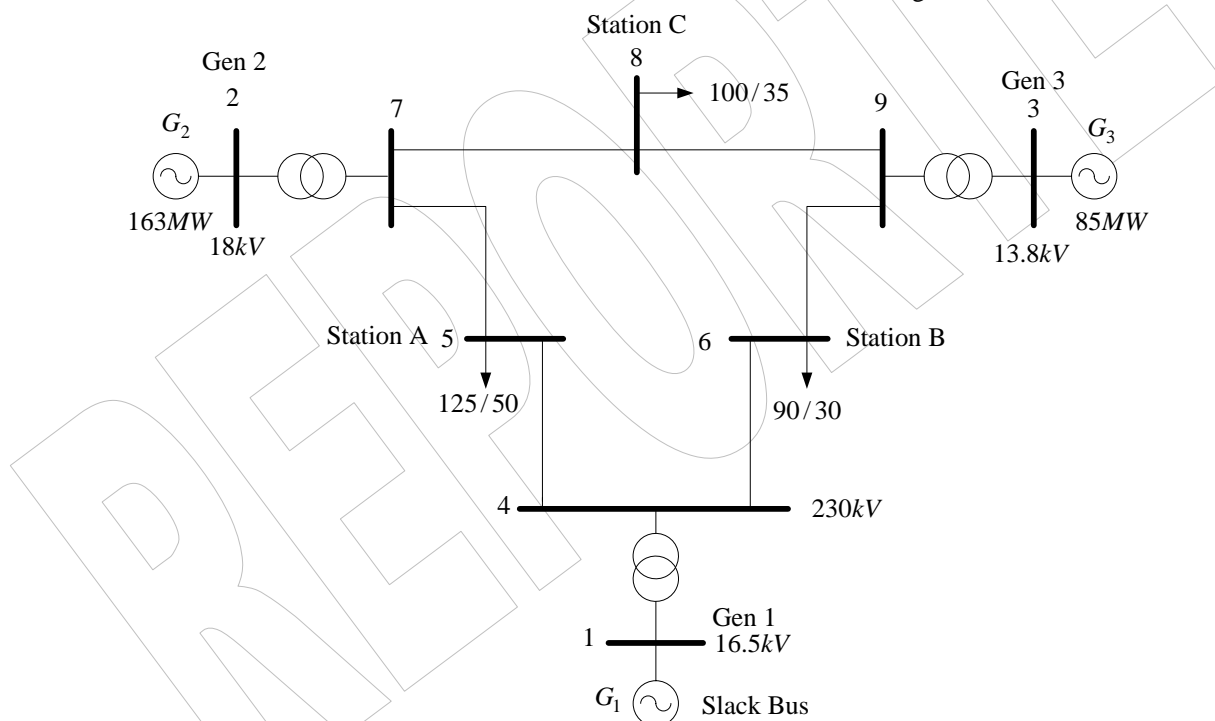 Station C
8
100/35
Gen 2
2
G₂
163MW
18kV
7
9
Gen 3
3
G₃
85MW
13.8kV
Station A 5
125/50
6 Station B
90/30
4
230kV
Gen 1
1
16.5kV
G₁
Slack Bus